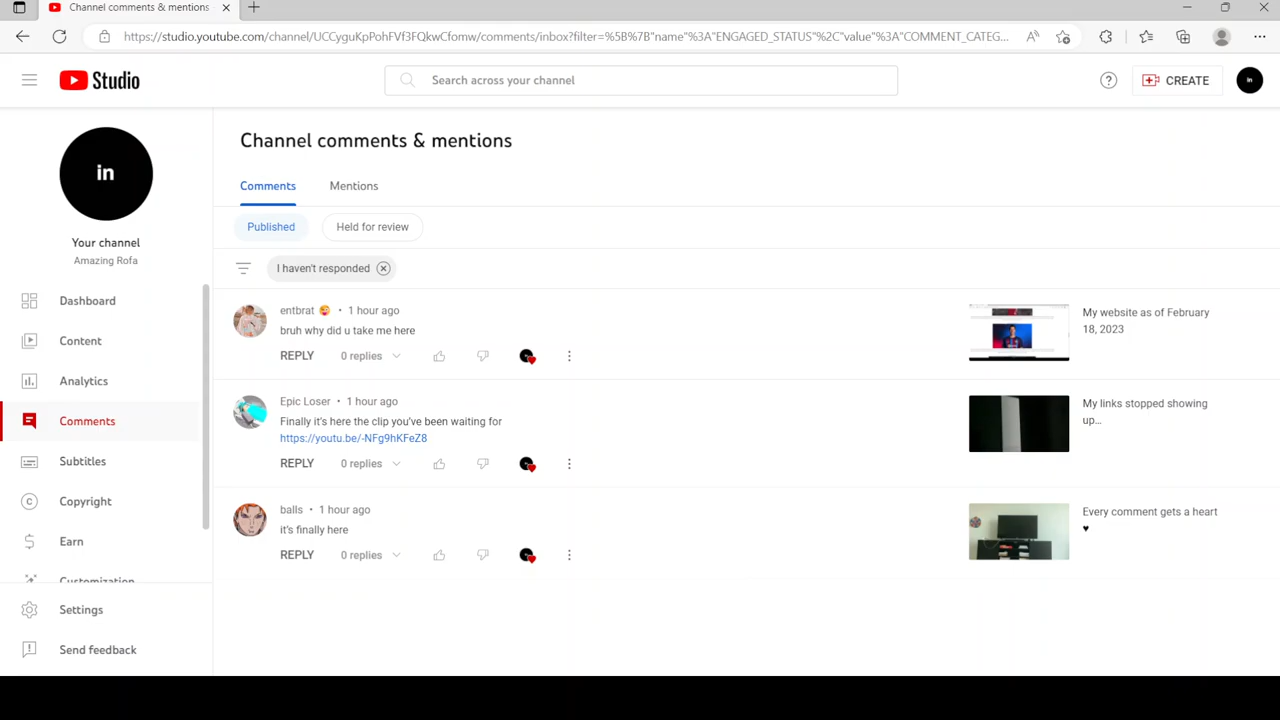 Channel comments & mentions
https://studio.youtube.com/channel/UCCyguKpPohFVf3FQkwCfomw/comments/inbox?filter=%5B%7B"name"%3A"ENGAGED_STATUS"%2C"value"%3A"COMMENT_CATEG...
Studio
Search across your channel
CREATE
in
in
Your channel
Amazing Rofa
Dashboard
Content
Analytics
Comments
Subtitles
Copyright
Earn
Customization
Settings
Send feedback
Channel comments & mentions
Comments Mentions
Published Held for review
I haven't responded
entbrat 😜 • 1 hour ago
bruh why did u take me here
REPLY 0 replies
My website as of February
18, 2023
Epic Loser • 1 hour ago
Finally it's here the clip you've been waiting for
https://youtu.be/-NFg9hKFeZ8
REPLY 0 replies
My links stopped showing
up...
balls • 1 hour ago
it's finally here
REPLY 0 replies
Every comment gets a heart
♥